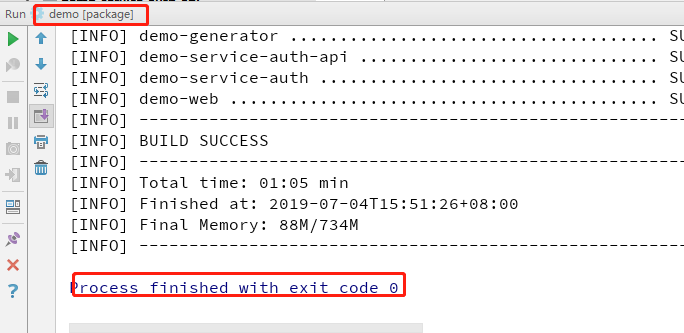 Run demo [package]
[INFO] demo-generator ..................................... SU
[INFO] demo-service-auth-api .............................. SU
[INFO] demo-service-auth .................................. SU
[INFO] demo-web ........................................... SU
[INFO] ------------------------------------------------------
[INFO] BUILD SUCCESS
[INFO] ------------------------------------------------------
[INFO] Total time: 01:05 min
[INFO] Finished at: 2019-07-04T15:51:26+08:00
[INFO] Final Memory: 88M/734M
[INFO] ------------------------------------------------------
Process finished with exit code 0